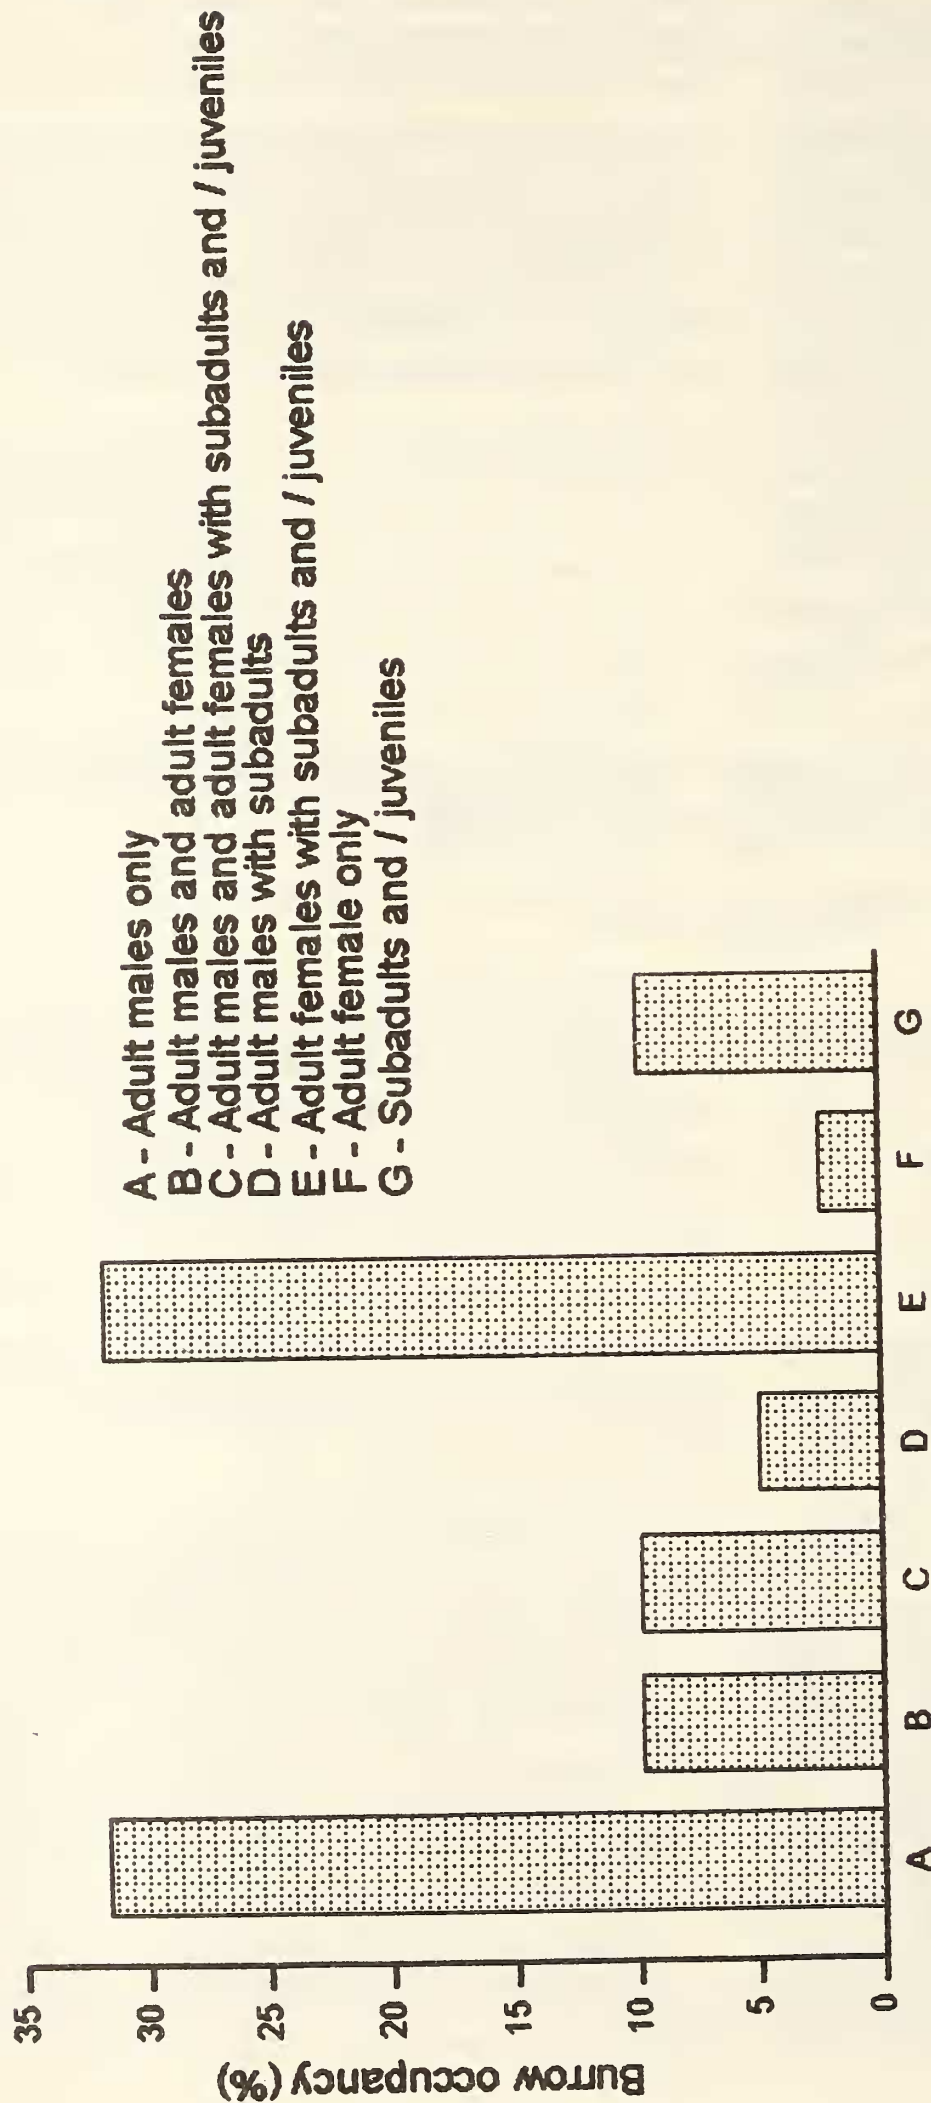 A - Adult males only
B - Adult males and adult females
C - Adult males and adult females with subadults and / juveniles
D - Adult males with subadults
E - Adult females with subadults and / juveniles
F - Adult female only
G - Subadults and / juveniles
Burrow occupancy (%)
35
30
25
20
15
10
5
0
A B C D E F G